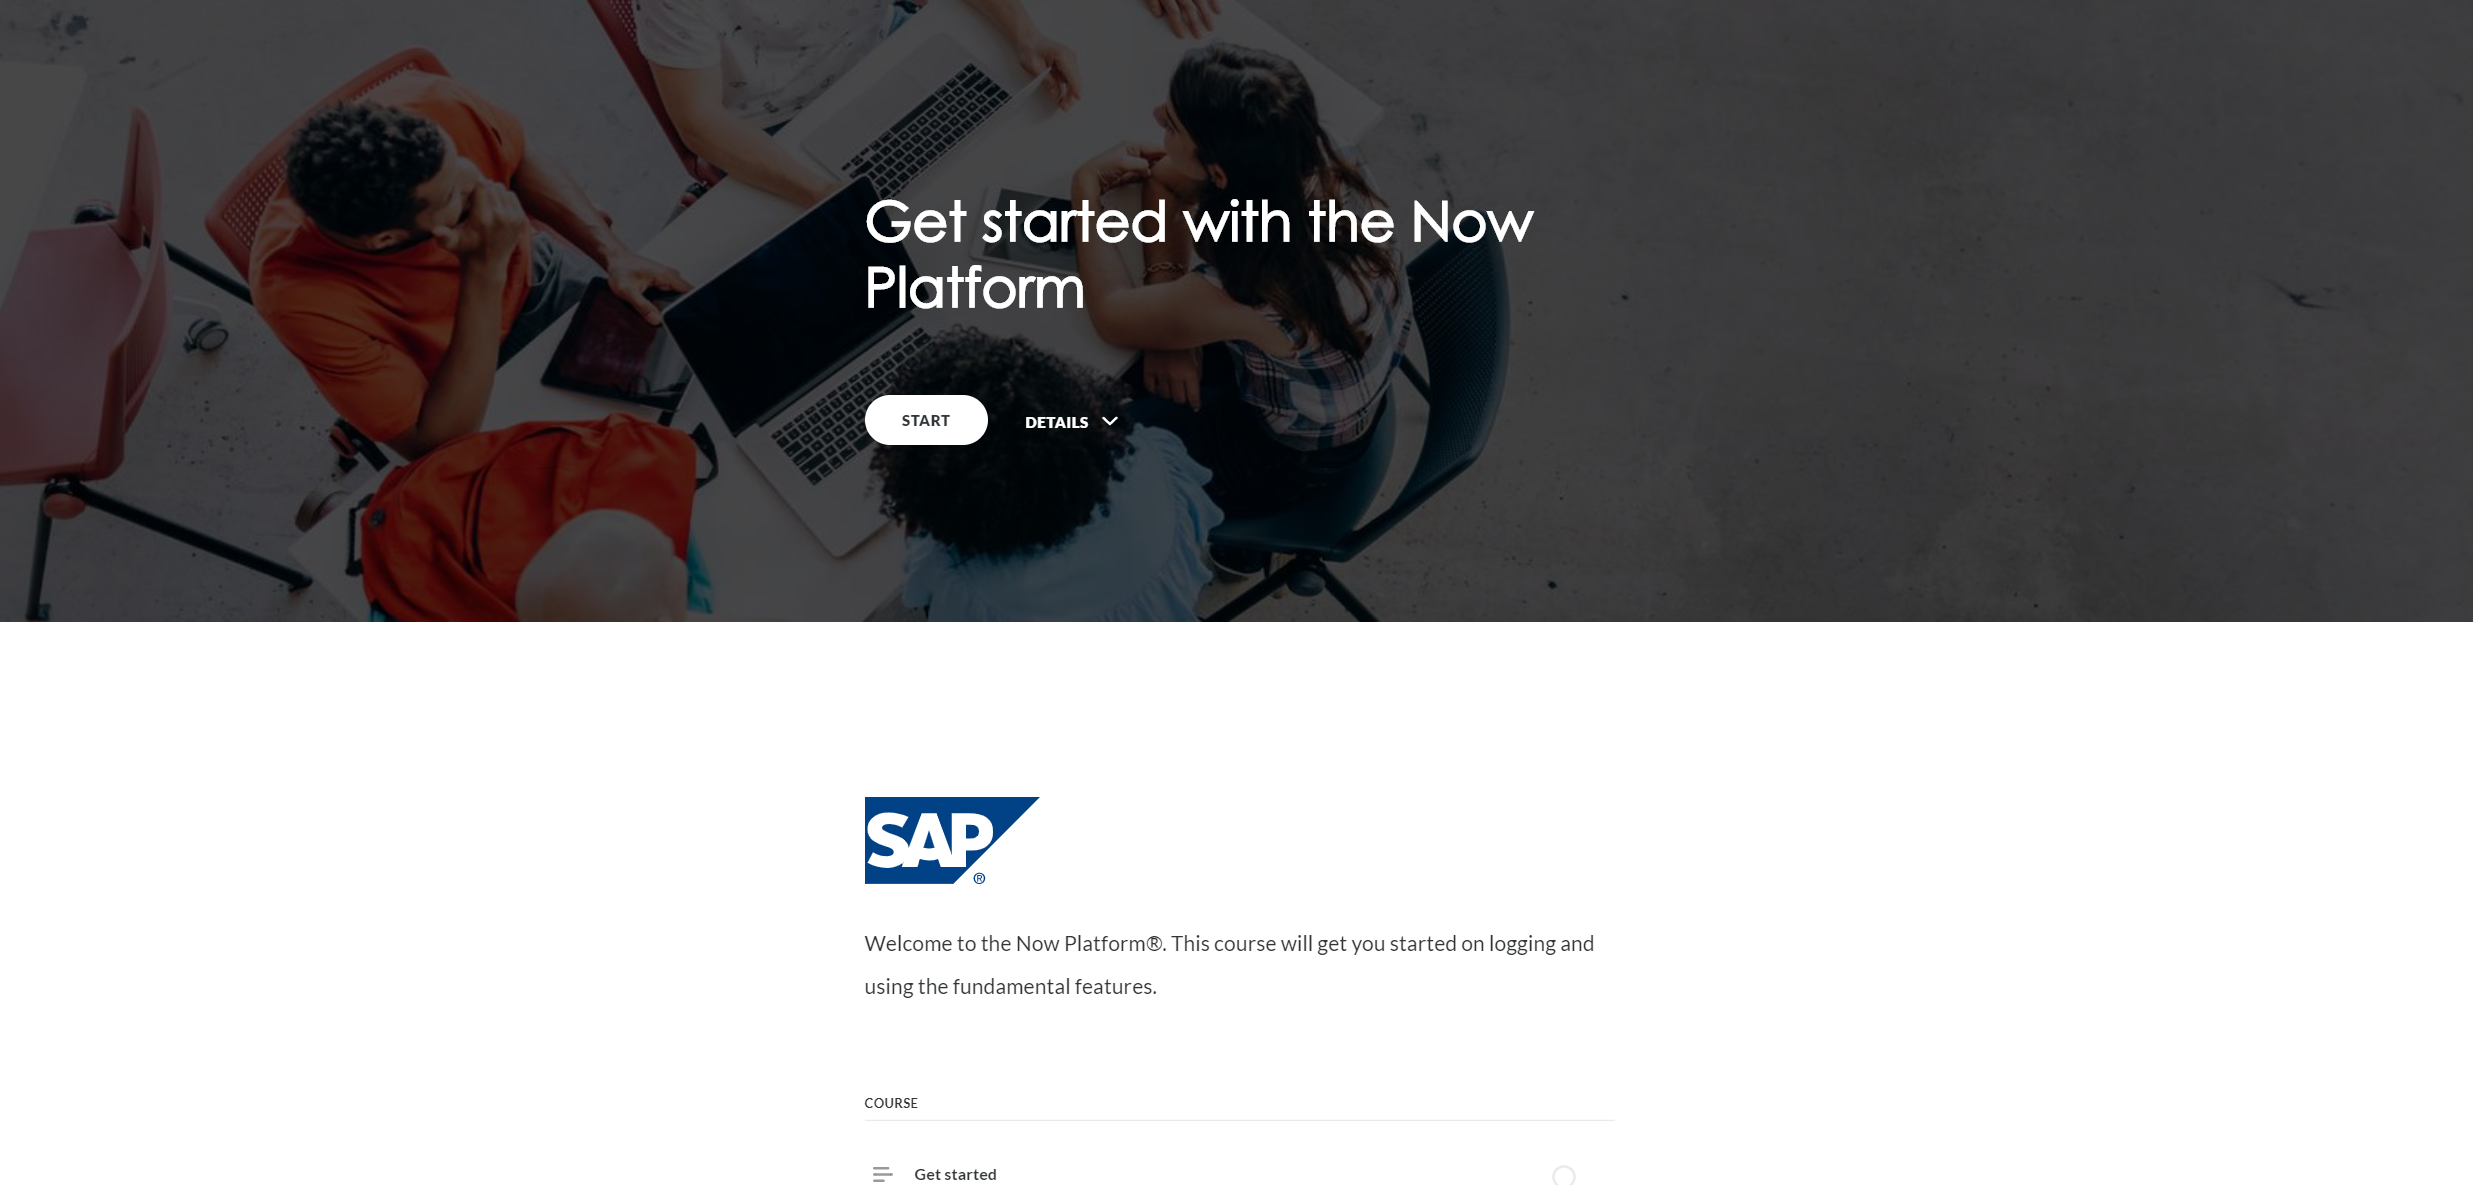 Get started with the Now
Platform
START
DETAILS
SAP
®
Welcome to the Now Platform®. This course will get you started on logging and
using the fundamental features.
COURSE
Get started